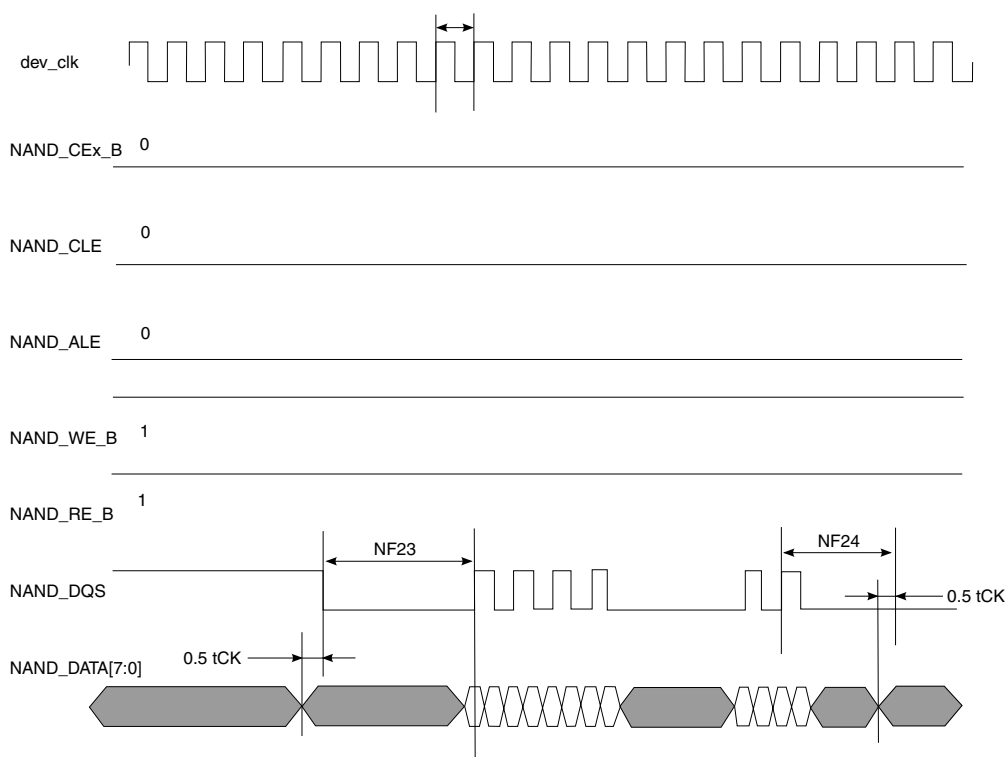 dev_clk
NAND_CEx_B 0
NAND_CLE 0
NAND_ALE 0
NAND_WE_B 1
NAND_RE_B 1
NF23
NF24
NAND_DQS
0.5 tCK
0.5 tCK
NAND_DATA[7:0]